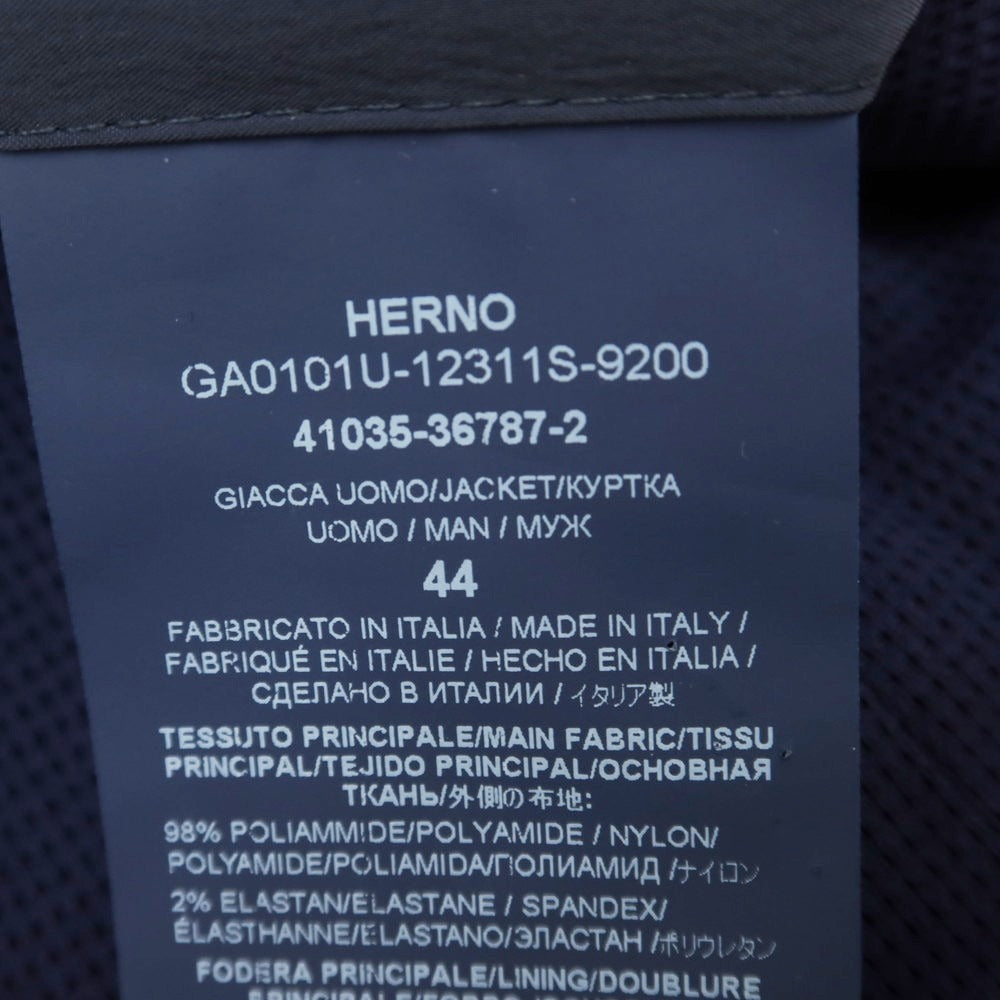 HERNO
GA0101U-12311S-9200
41035-36787-2
GIACCA UOMO/JACKET/КУРТКА
UOMO / MAN / МУЖ
44
FABBRICATO IN ITALIA / MADE IN ITALY /
FABRIQUÉ EN ITALIE / HECHO EN ITALIA /
СДЕЛАНО В ИТАЛИИ / イタリア製
TESSUTO PRINCIPALE/MAIN FABRIC/TISSU
PRINCIPAL/TEJIDO PRINCIPAL/ОСНОВНАЯ
ТКАНЬ/外側の布地:
98% POLIAMMIDE/POLYAMIDE / NYLON/
POLYAMIDE/POLIAMIDA/ПОЛИАМИД /ナイロン
2% ELASTAN/ELASTANE / SPANDEX/
ÉLASTHANNE/ELASTANO/ЭЛАСТАН /ポリウレタン
FODERA PRINCIPALE/LINING/DOUBLURE